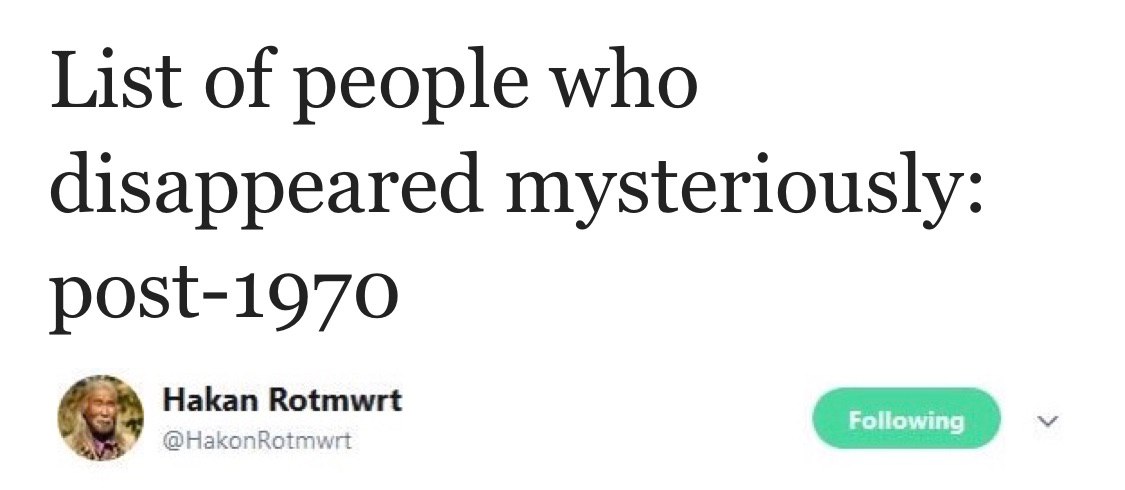 List of people who
disappeared mysteriously:
post-1970
Hakan Rotmwrt
@HakonRotmwrt
Following